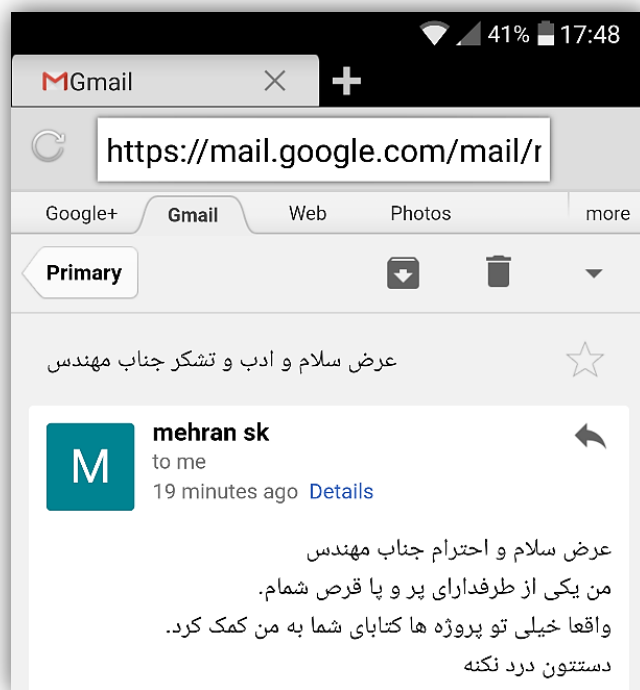 41% 17:48
Gmail
https://mail.google.com/mail/
Google+ Gmail Web Photos more
Primary
عرض سلام و ادب و تشکر جناب مهندس
M
mehran sk
to me
19 minutes ago Details
عرض سلام و احترام جناب مهندس
من یکی از طرفدارای پر و پا قرص شمام.
واقعا خیلی تو پروژه ها کتابای شما به من کمک کرد.
دستتون درد نکنه